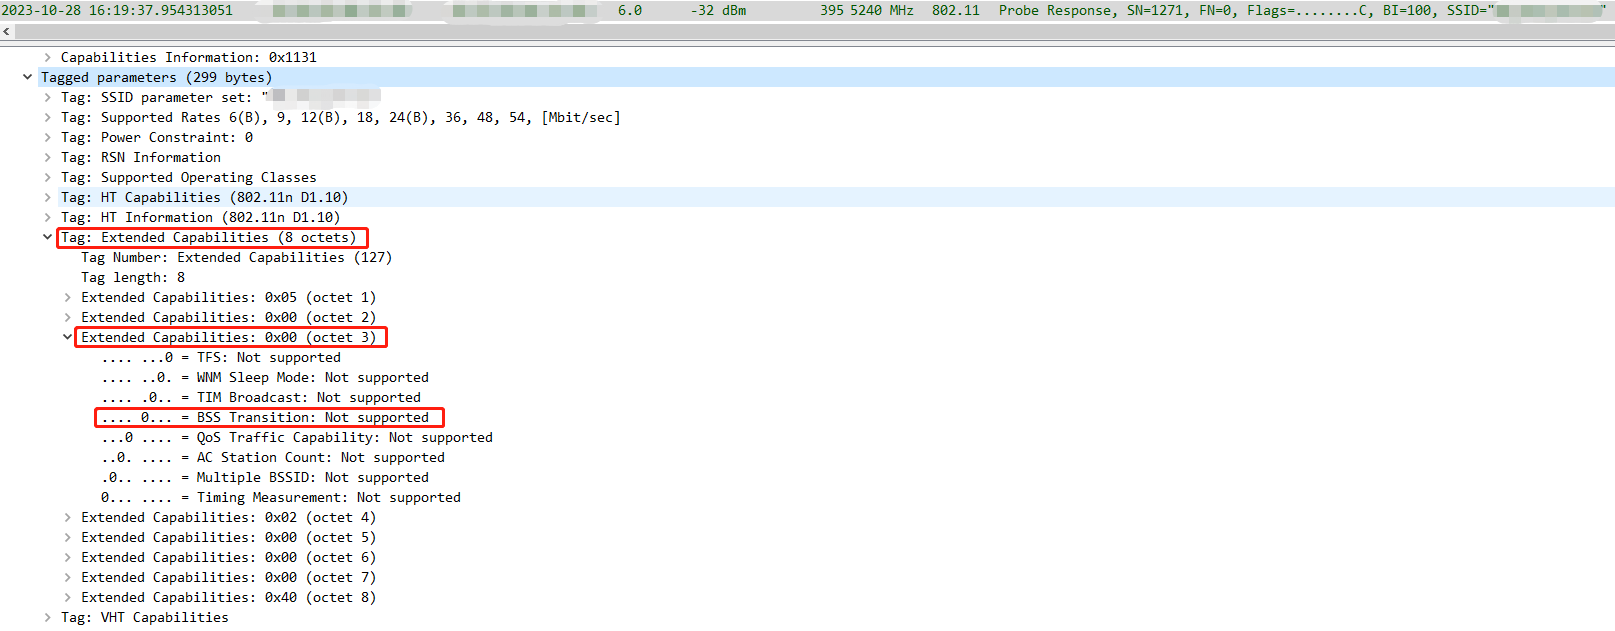 2023-10-28 16:19:37.954313051 6.0 -32 dBm 395 5240 MHz 802.11 Probe Response, SN=1271, FN=0, Flags=........C, BI=100, SSID=" "
Capabilities Information: 0x1131
Tagged parameters (299 bytes)
Tag: SSID parameter set: "
Tag: Supported Rates 6(B), 9, 12(B), 18, 24(B), 36, 48, 54, [Mbit/sec]
Tag: Power Constraint: 0
Tag: RSN Information
Tag: Supported Operating Classes
Tag: HT Capabilities (802.11n D1.10)
Tag: HT Information (802.11n D1.10)
Tag: Extended Capabilities (8 octets)
Tag Number: Extended Capabilities (127)
Tag length: 8
Extended Capabilities: 0x05 (octet 1)
Extended Capabilities: 0x00 (octet 2)
Extended Capabilities: 0x00 (octet 3)
.... ...0 = TFS: Not supported
.... ..0. = WNM Sleep Mode: Not supported
.... .0.. = TIM Broadcast: Not supported
.... 0... = BSS Transition: Not supported
...0 .... = QoS Traffic Capability: Not supported
..0. .... = AC Station Count: Not supported
.0.. .... = Multiple BSSID: Not supported
0... .... = Timing Measurement: Not supported
Extended Capabilities: 0x02 (octet 4)
Extended Capabilities: 0x00 (octet 5)
Extended Capabilities: 0x00 (octet 6)
Extended Capabilities: 0x00 (octet 7)
Extended Capabilities: 0x40 (octet 8)
Tag: VHT Capabilities